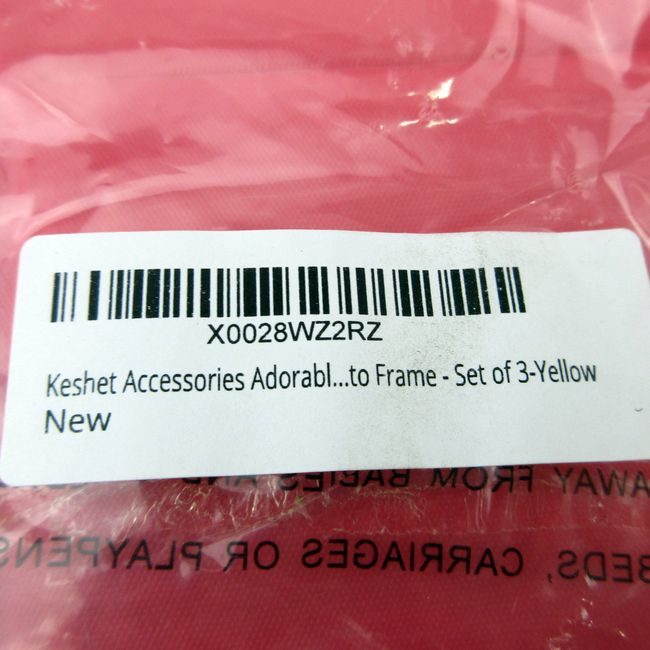 X0028WZ2RZ
Keshet Accessories Adorabl...to Frame - Set of 3-Yellow
New
AWAY FROM BABIES AND
BEDS, CARRIAGES OR PLAYPENS